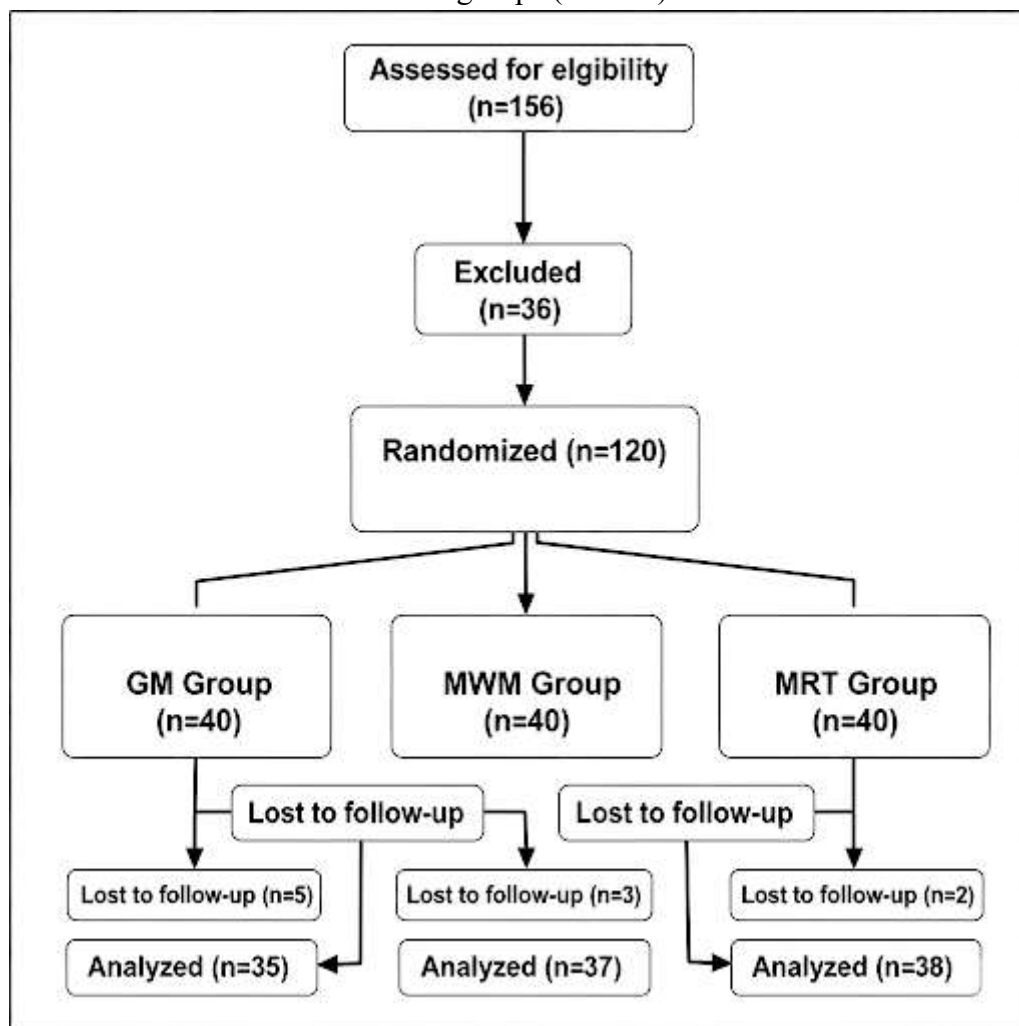 Assessed for elgibility
(n=156)
Excluded
(n=36)
Randomized (n=120)
GM Group
(n=40)
MWM Group
(n=40)
MRT Group
(n=40)
Lost to follow-up
Lost to follow-up
Lost to follow-up (n=5)
Lost to follow-up (n=3)
Lost to follow-up (n=2)
Analyzed (n=35)
Analyzed (n=37)
Analyzed (n=38)